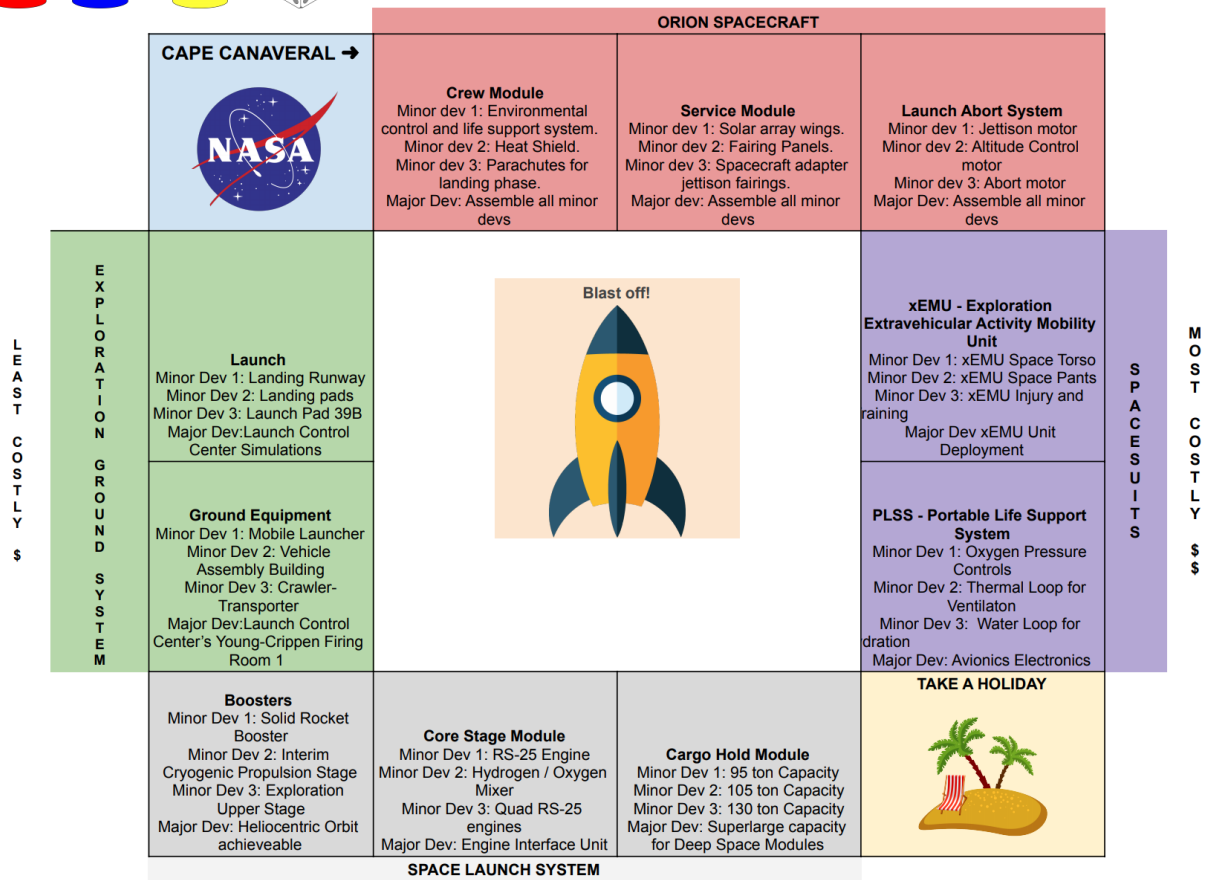 ORION SPACECRAFT
CAPE CANAVERAL ➜
NASA
Crew Module
Minor dev 1: Environmental
control and life support system.
Minor dev 2: Heat Shield.
Minor dev 3: Parachutes for
landing phase.
Major Dev: Assemble all minor
devs
Service Module
Minor dev 1: Solar array wings.
Minor dev 2: Fairing Panels.
Minor dev 3: Spacecraft adapter
jettison fairings.
Major dev: Assemble all minor
devs
Launch Abort System
Minor dev 1: Jettison motor
Minor dev 2: Altitude Control
motor
Minor dev 3: Abort motor
Major Dev: Assemble all minor
devs
LEAST COSTLY $
EXPLORATION GROUND SYSTEM
Launch
Minor Dev 1: Landing Runway
Minor Dev 2: Landing pads
Minor Dev 3: Launch Pad 39B
Major Dev:Launch Control
Center Simulations
Blast off!
xEMU - Exploration
Extravehicular Activity Mobility
Unit
Minor Dev 1: xEMU Space Torso
Minor Dev 2: xEMU Space Pants
Minor Dev 3: xEMU Injury and
raining
Major Dev xEMU Unit
Deployment
SPACESUITS
MOST COSTLY $$
Ground Equipment
Minor Dev 1: Mobile Launcher
Minor Dev 2: Vehicle
Assembly Building
Minor Dev 3: Crawler-
Transporter
Major Dev:Launch Control
Center’s Young-Crippen Firing
Room 1
PLSS - Portable Life Support
System
Minor Dev 1: Oxygen Pressure
Controls
Minor Dev 2: Thermal Loop for
Ventilaton
Minor Dev 3: Water Loop for
dration
Major Dev: Avionics Electronics
Boosters
Minor Dev 1: Solid Rocket
Booster
Minor Dev 2: Interim
Cryogenic Propulsion Stage
Minor Dev 3: Exploration
Upper Stage
Major Dev: Heliocentric Orbit
achieveable
Core Stage Module
Minor Dev 1: RS-25 Engine
Minor Dev 2: Hydrogen / Oxygen
Mixer
Minor Dev 3: Quad RS-25
engines
Major Dev: Engine Interface Unit
Cargo Hold Module
Minor Dev 1: 95 ton Capacity
Minor Dev 2: 105 ton Capacity
Minor Dev 3: 130 ton Capacity
Major Dev: Superlarge capacity
for Deep Space Modules
TAKE A HOLIDAY
SPACE LAUNCH SYSTEM